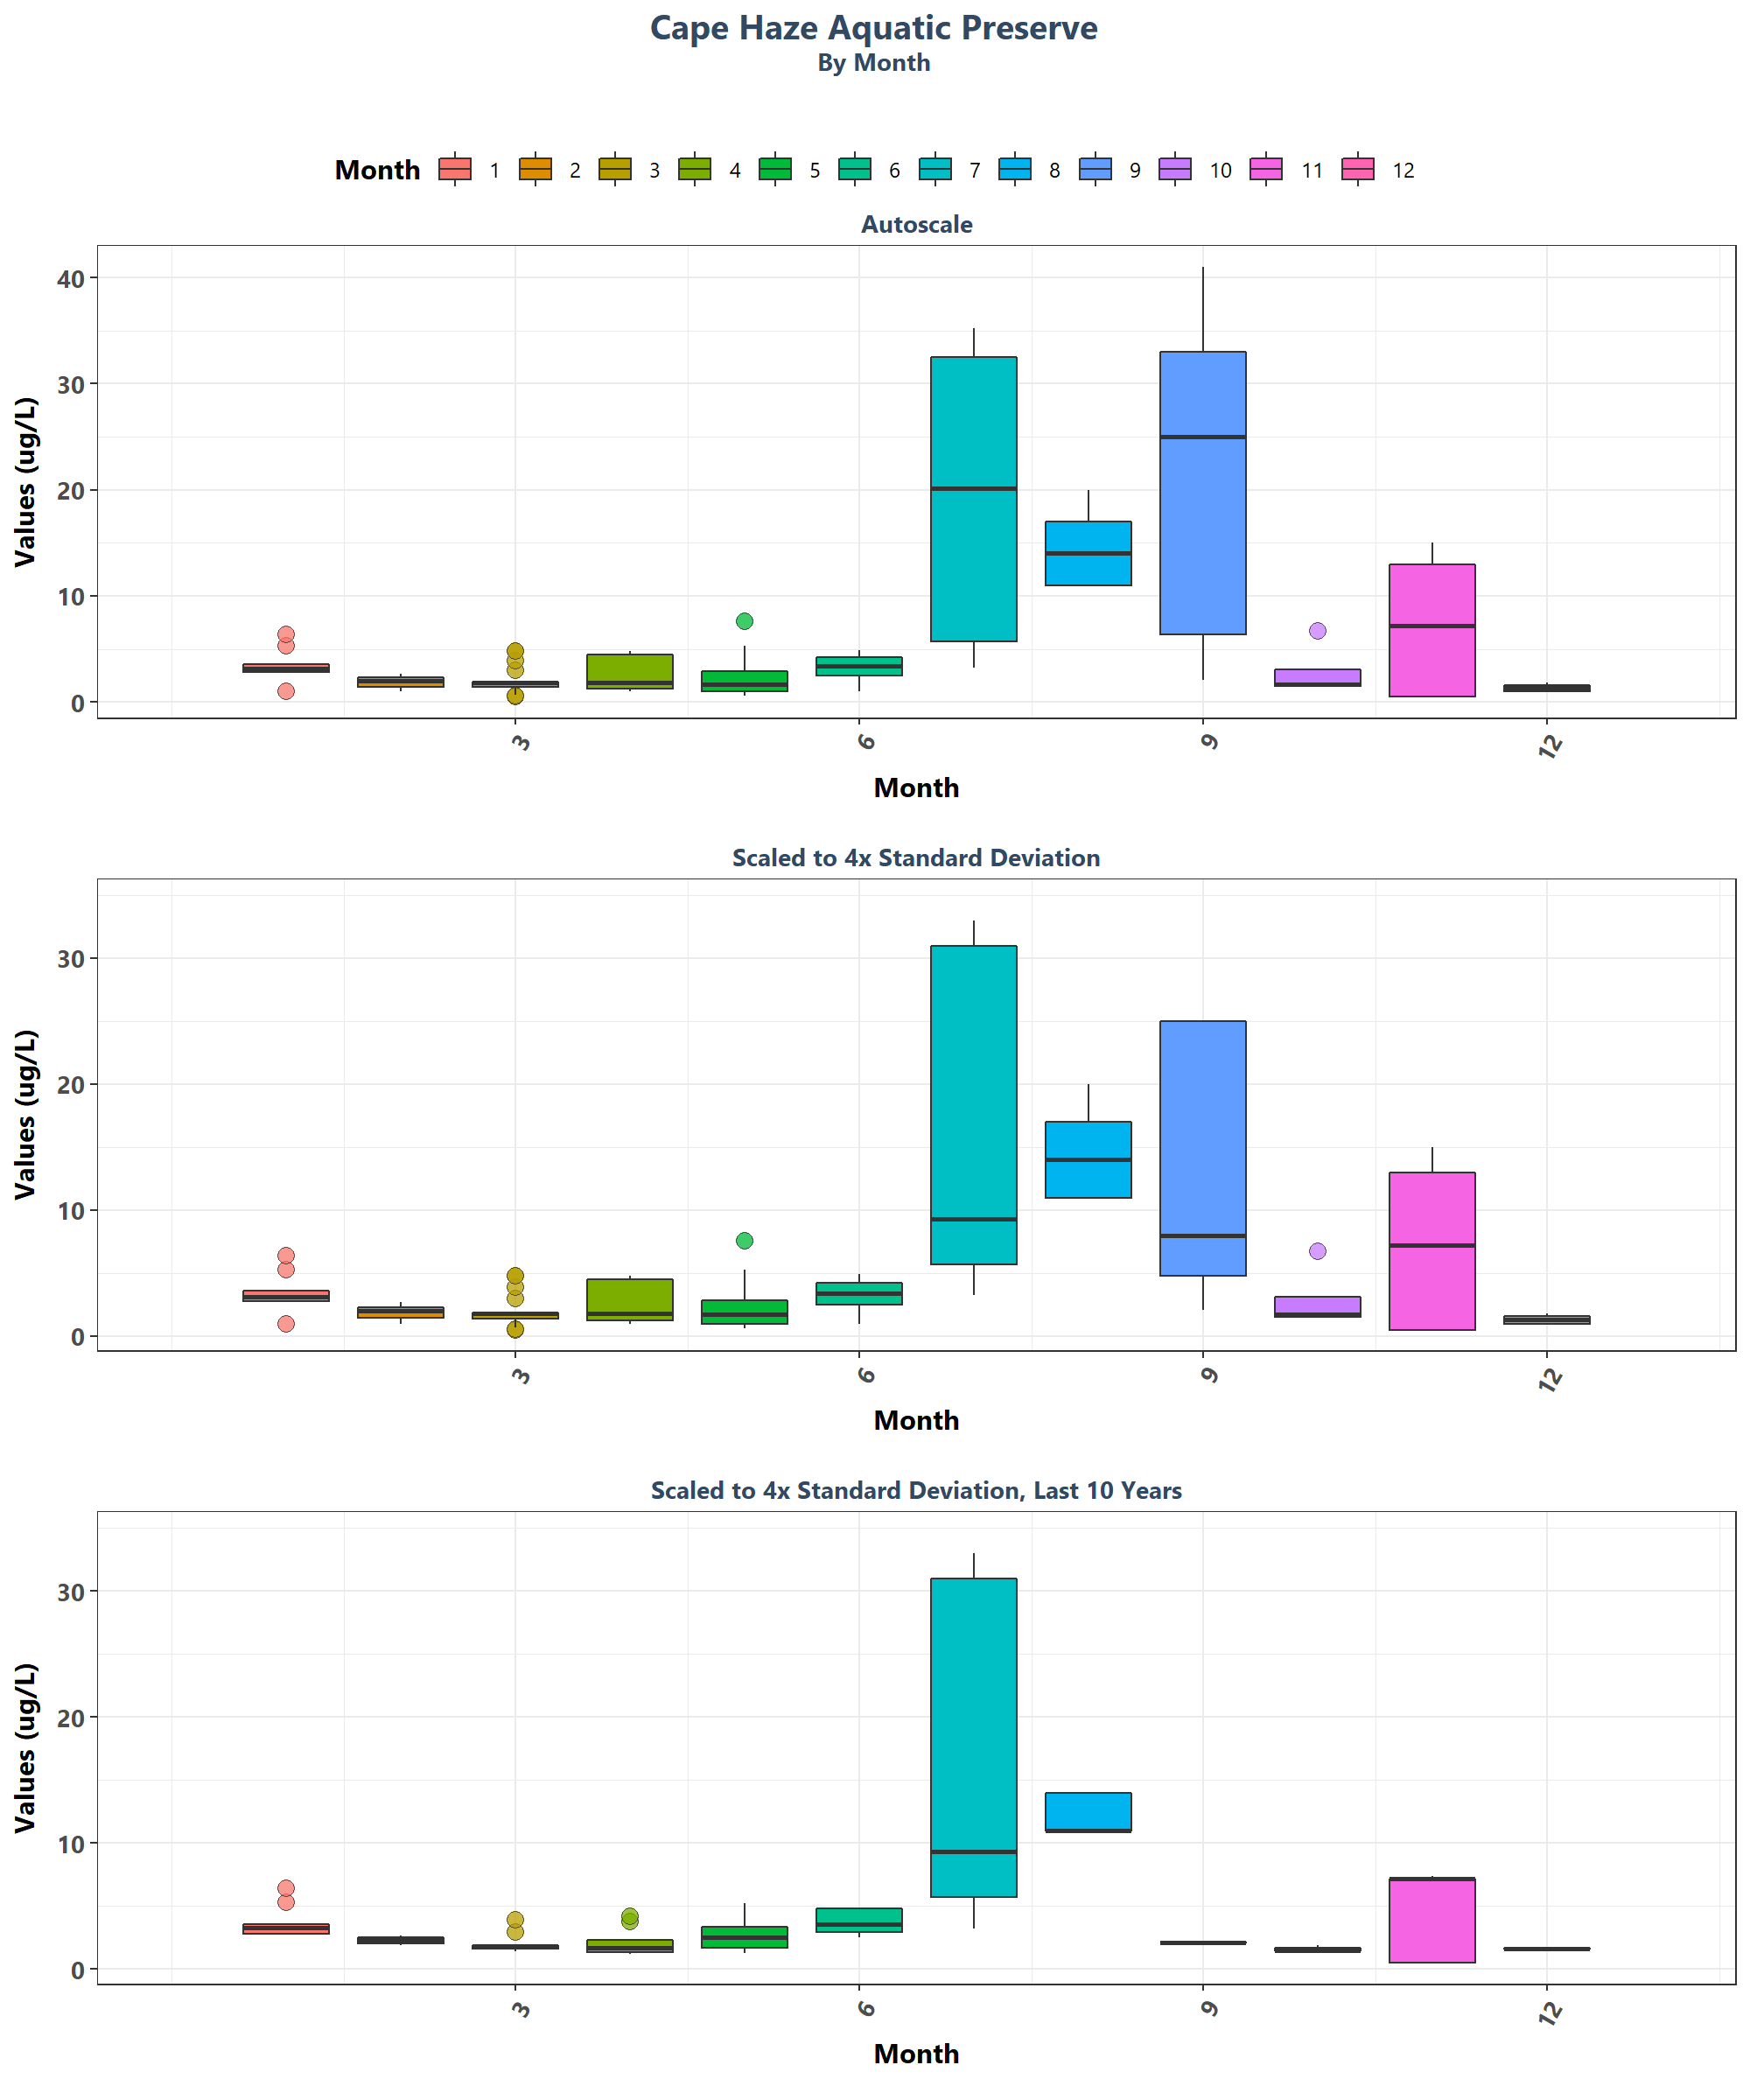 Cape Haze Aquatic Preserve
By Month
Month 1 2 3 4 5 6 7 8 9 10 11 12
Autoscale
Values (ug/L)
40
30
20
10
0
3 6 9 12
Month
Scaled to 4x Standard Deviation
Values (ug/L)
30
20
10
0
3 6 9 12
Month
Scaled to 4x Standard Deviation, Last 10 Years
Values (ug/L)
30
20
10
0
3 6 9 12
Month